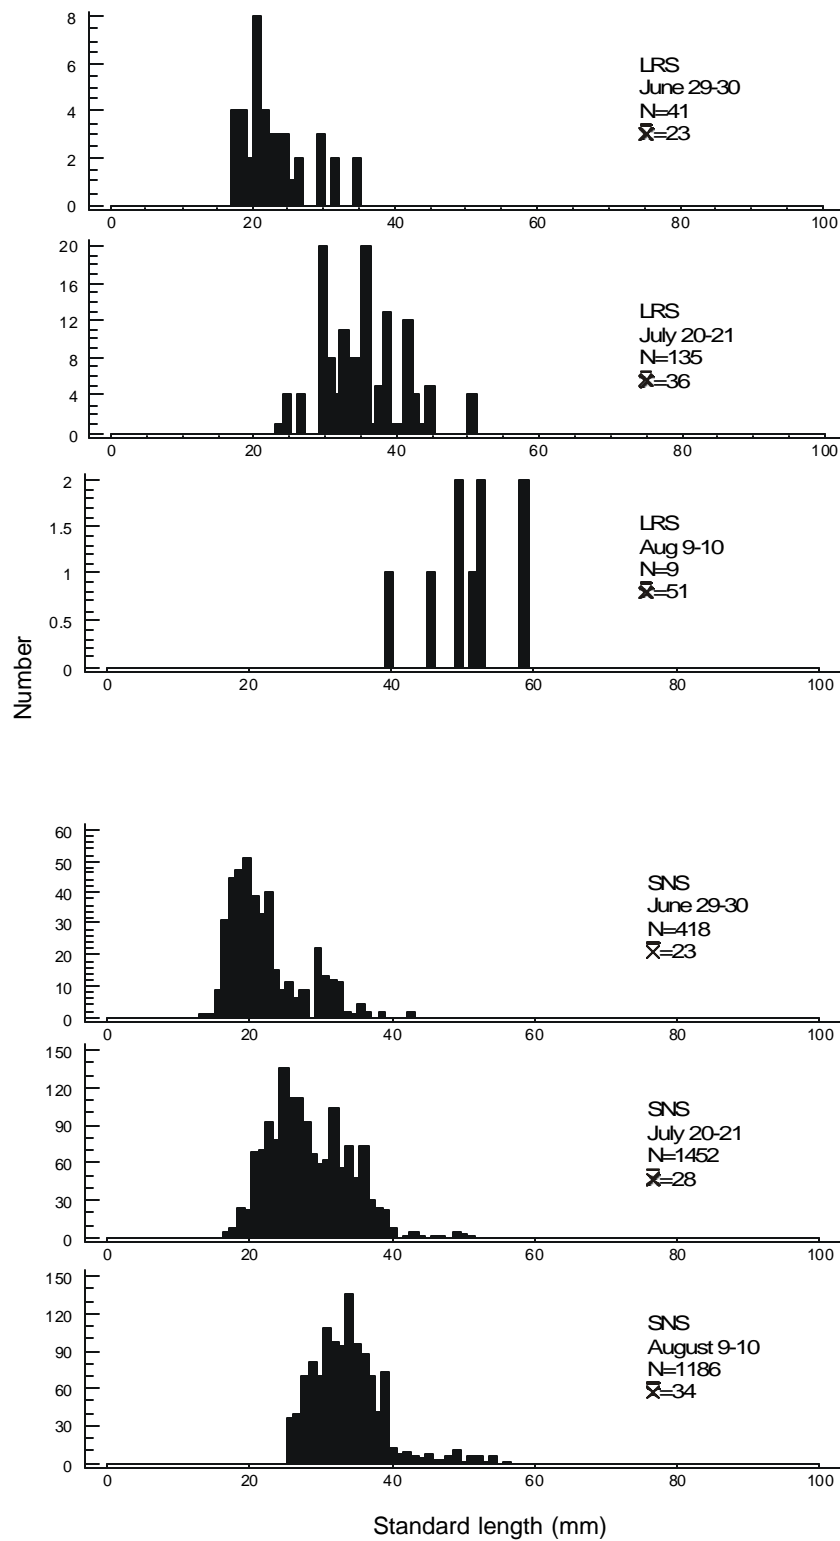 8
6
4
2
0
0 20 40 60 80 100
LRS
June 29-30
N=41
X̄=23
20
16
12
8
4
0
0 20 40 60 80 100
LRS
July 20-21
N=135
X̄=36
2
1.5
1
0.5
0
0 20 40 60 80 100
LRS
Aug 9-10
N=9
X̄=51
Number
60
50
40
30
20
10
0
0 20 40 60 80 100
SNS
June 29-30
N=418
X̄=23
150
120
90
60
30
0
0 20 40 60 80 100
SNS
July 20-21
N=1452
X̄=28
150
120
90
60
30
0
0 20 40 60 80 100
SNS
August 9-10
N=1186
X̄=34
Standard length (mm)